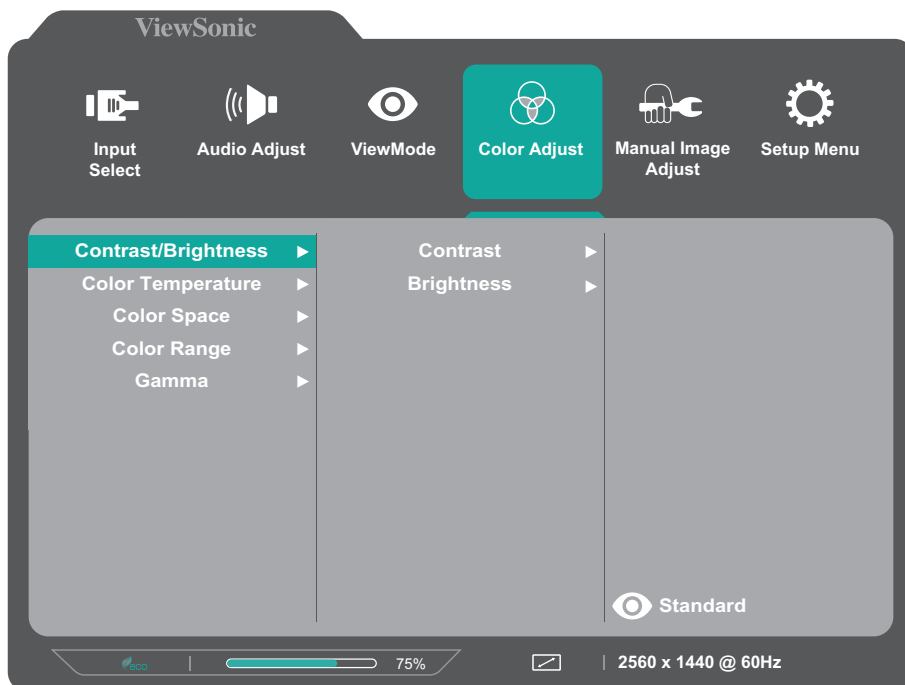 ViewSonic
Input
Select
Audio Adjust
ViewMode
Color Adjust
Manual Image
Adjust
Setup Menu
Contrast/Brightness
Color Temperature
Color Space
Color Range
Gamma
Contrast
Brightness
Standard
eco
75%
2560 x 1440 @ 60Hz